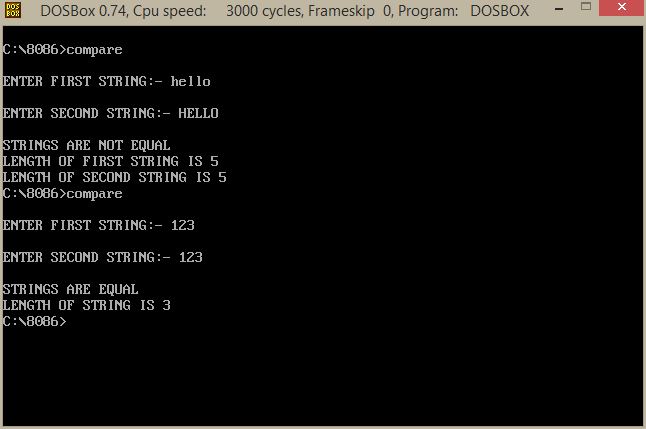 DOS
BOX
DOSBox 0.74, Cpu speed: 3000 cycles, Frameskip 0, Program: DOSBOX
C:\8086>compare
ENTER FIRST STRING:- hello
ENTER SECOND STRING:- HELLO
STRINGS ARE NOT EQUAL
LENGTH OF FIRST STRING IS 5
LENGTH OF SECOND STRING IS 5
C:\8086>compare
ENTER FIRST STRING:- 123
ENTER SECOND STRING:- 123
STRINGS ARE EQUAL
LENGTH OF STRING IS 3
C:\8086>